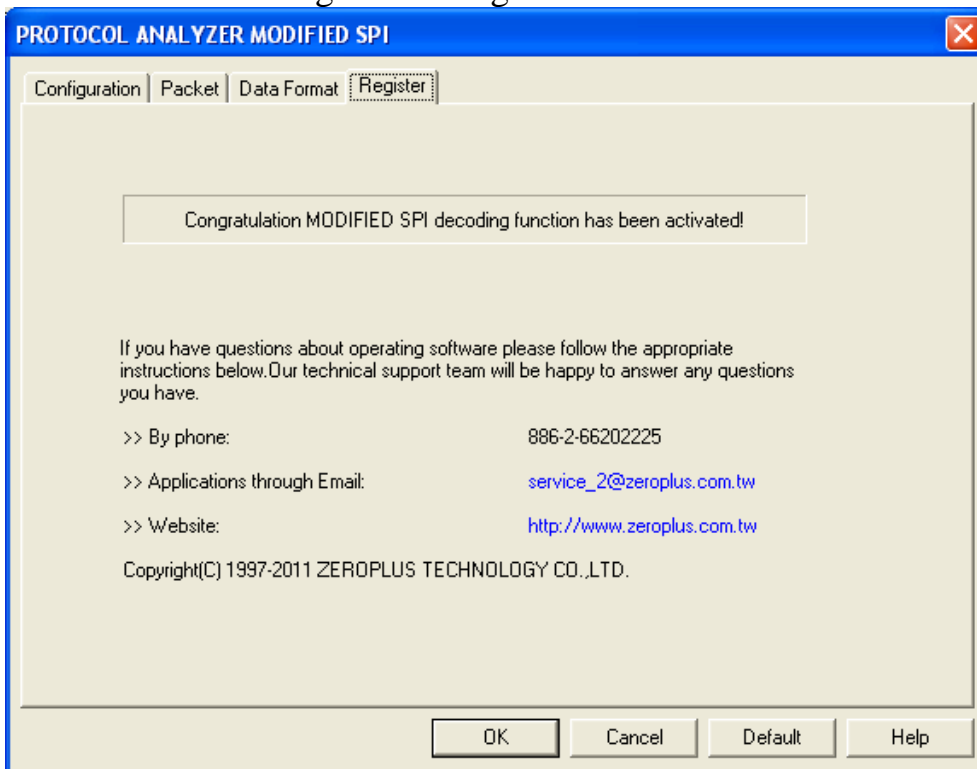 PROTOCOL ANALYZER MODIFIED SPI
Configuration Packet Data Format Register
Congratulation MODIFIED SPI decoding function has been activated!
If you have questions about operating software please follow the appropriate
instructions below.Our technical support team will be happy to answer any questions
you have.
>> By phone: 886-2-66202225
>> Applications through Email: service_2@zeroplus.com.tw
>> Website: http://www.zeroplus.com.tw
Copyright(C) 1997-2011 ZEROPLUS TECHNOLOGY CO.,LTD.
OK Cancel Default Help